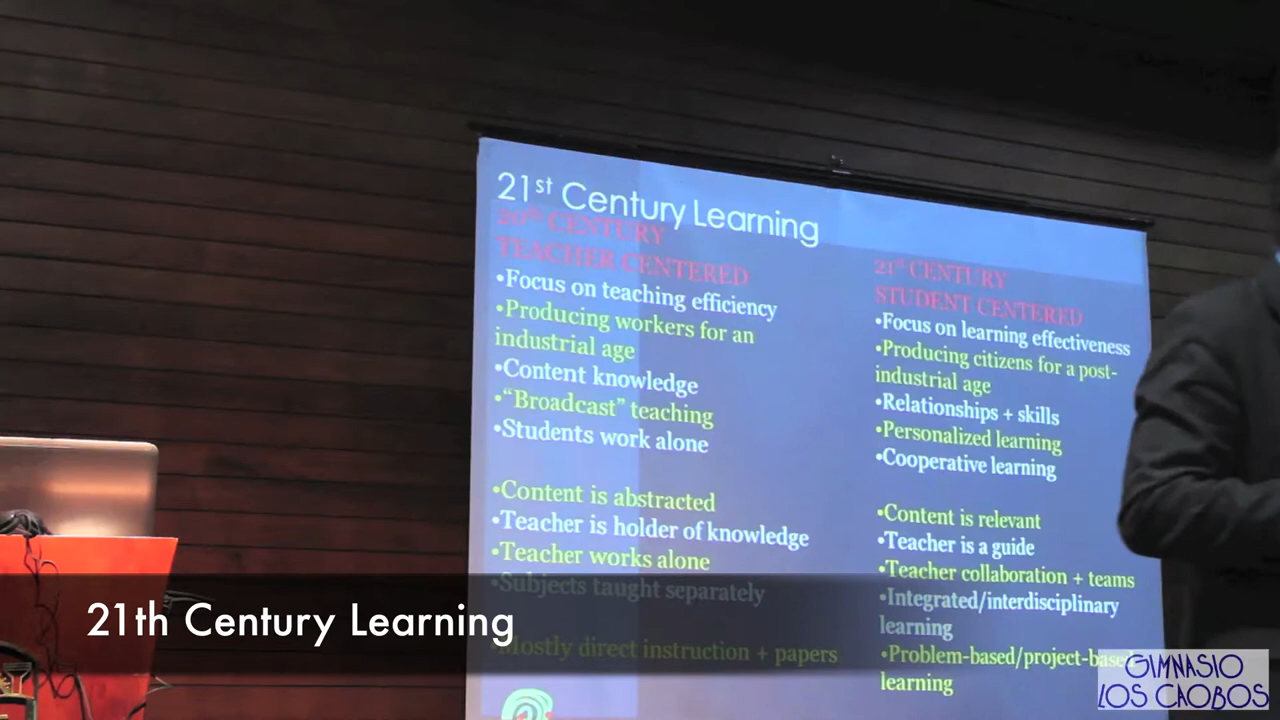 21st Century Learning
20th CENTURY
TEACHER CENTERED
•Focus on teaching efficiency
•Producing workers for an
industrial age
•Content knowledge
•“Broadcast” teaching
•Students work alone
•Content is abstracted
•Teacher is holder of knowledge
•Teacher works alone
•Subjects taught separately
•Mostly direct instruction + papers
21st CENTURY
STUDENT CENTERED
•Focus on learning effectiveness
•Producing citizens for a post-
industrial age
•Relationships + skills
•Personalized learning
•Cooperative learning
•Content is relevant
•Teacher is a guide
•Teacher collaboration + teams
•Integrated/interdisciplinary
learning
•Problem-based/project-based
learning
21th Century Learning
GIMNASIO
LOS CAOBOS